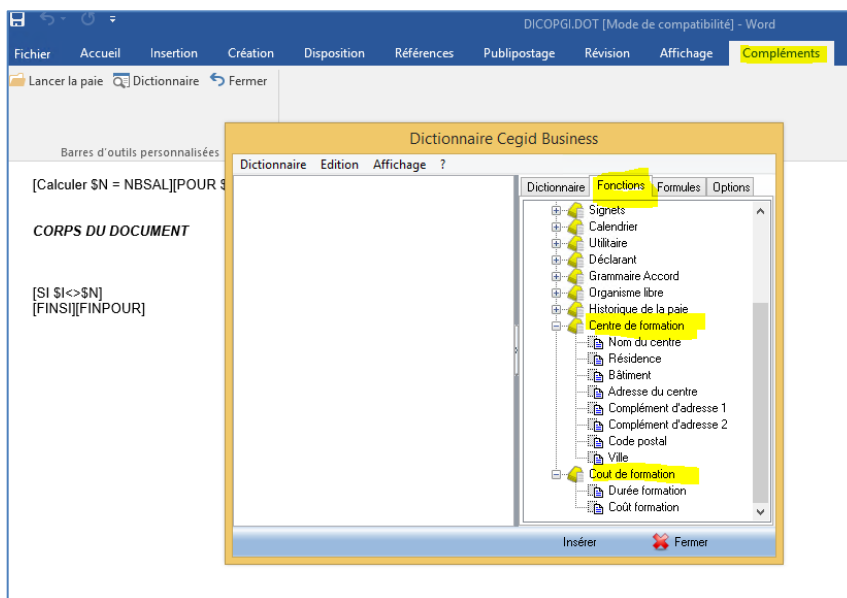 DICOPGI.DOT [Mode de compatibilité] - Word
Fichier Accueil Insertion Création Disposition Références Publipostage Révision Affichage Compléments
Lancer la paie Dictionnaire Fermer
Barres d'outils personnalisées
[Calculer $N = NBSAL][POUR $
CORPS DU DOCUMENT
[SI $I<>$N]
[FINSI][FINPOUR]
Dictionnaire Cegid Business
Dictionnaire Edition Affichage ?
Dictionnaire Fonctions Formules Options
Signets
Calendrier
Utilitaire
Déclarant
Grammaire Accord
Organisme libre
Historique de la paie
Centre de formation
Nom du centre
Résidence
Bâtiment
Adresse du centre
Complément d'adresse 1
Complément d'adresse 2
Code postal
Ville
Cout de formation
Durée formation
Coût formation
Insérer Fermer